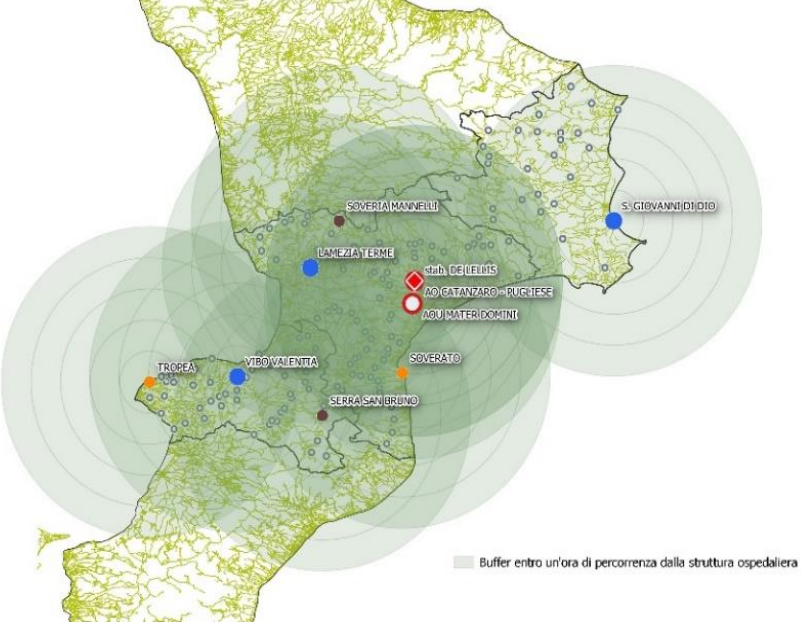 SOVERIA MANNELLI
S. GIOVANNI DI DIO
LAMEZIA TERME
stab. DE LELLIS
AO CATANZARO - PUGLIESE
AOU MATER DOMINI
TROPEA
VIBO VALENTIA
SOVERATO
SERRA SAN BRUNO
Buffer entro un'ora di percorrenza dalla struttura ospedaliera